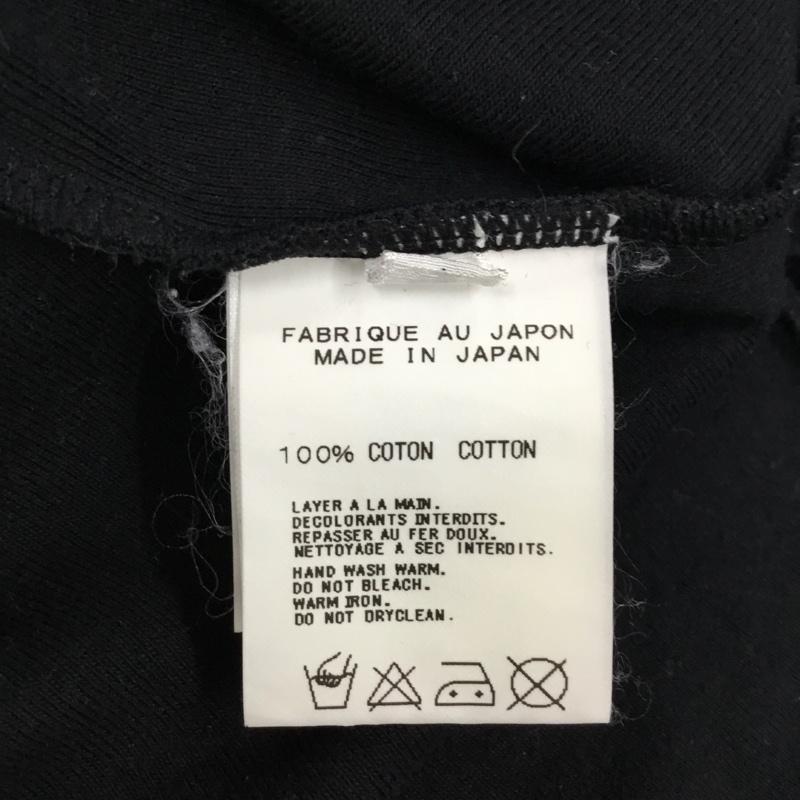 FABRIQUE AU JAPON
MADE IN JAPAN
100% COTON COTTON
LAYER A LA MAIN.
DECOLORANTS INTERDITS.
REPASSER AU FER DOUX.
NETTOYAGE A SEC INTERDITS.
HAND WASH WARM.
DO NOT BLEACH.
WARM IRON.
DO NOT DRYCLEAN.